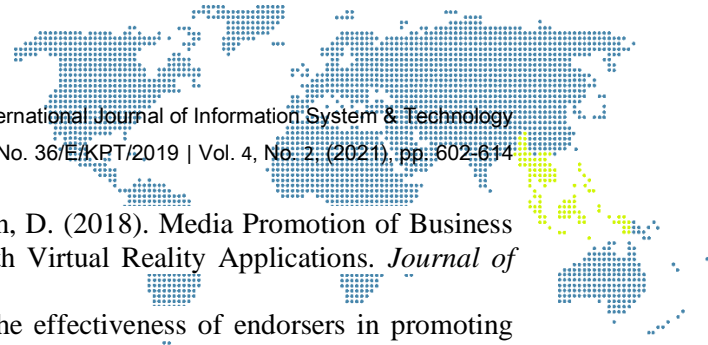 ernational Journal of Information System & Technology
No. 36/E/KPT/2019 | Vol. 4, No. 2, (2021), pp. 602-614
n, D. (2018). Media Promotion of Business
th Virtual Reality Applications. Journal of
he effectiveness of endorsers in promoting